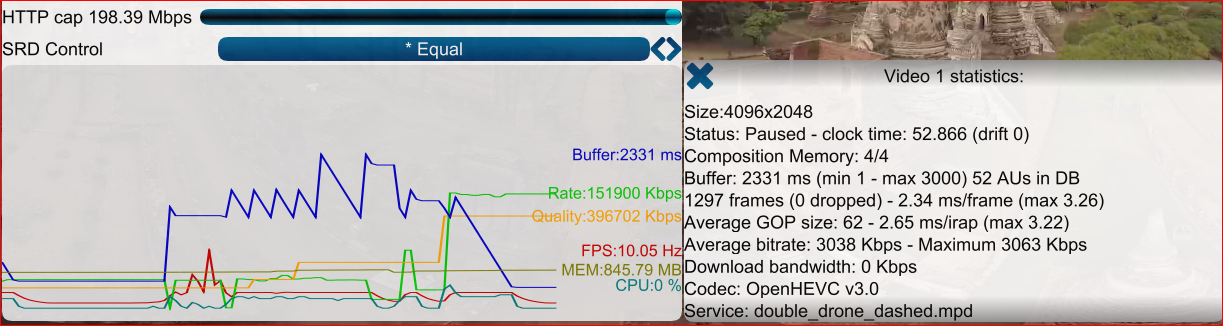 HTTP cap 198.39 Mbps
SRD Control
* Equal
Buffer:2331 ms
Rate:151900 Kbps
Quality:396702 Kbps
FPS:10.05 Hz
MEM:845.79 MB
CPU:0 %
Video 1 statistics:
Size:4096x2048
Status: Paused - clock time: 52.866 (drift 0)
Composition Memory: 4/4
Buffer: 2331 ms (min 1 - max 3000) 52 AUs in DB
1297 frames (0 dropped) - 2.34 ms/frame (max 3.26)
Average GOP size: 62 - 2.65 ms/irap (max 3.22)
Average bitrate: 3038 Kbps - Maximum 3063 Kbps
Download bandwidth: 0 Kbps
Codec: OpenHEVC v3.0
Service: double_drone_dashed.mpd